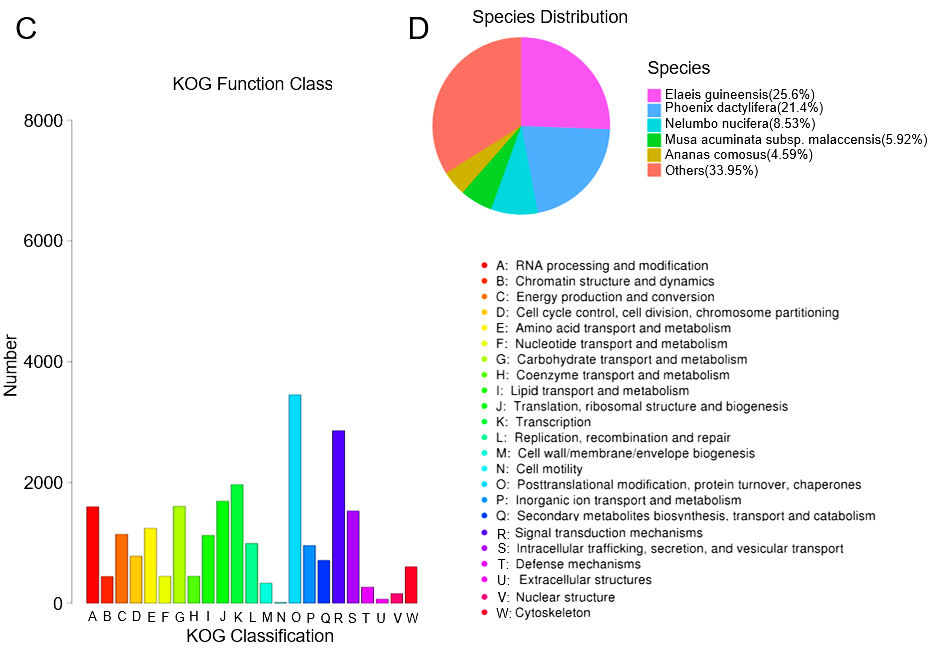 C
KOG Function Class
8000
6000
4000
2000
0
Number
A B C D E F G H I J K L M N O P Q R S T U V W
KOG Classification
D
Species Distribution
Species
Elaeis guineensis(25.6%)
Phoenix dactylifera(21.4%)
Nelumbo nucifera(8.53%)
Musa acuminata subsp. malaccensis(5.92%)
Ananas comosus(4.59%)
Others(33.95%)
A: RNA processing and modification
B: Chromatin structure and dynamics
C: Energy production and conversion
D: Cell cycle control, cell division, chromosome partitioning
E: Amino acid transport and metabolism
F: Nucleotide transport and metabolism
G: Carbohydrate transport and metabolism
H: Coenzyme transport and metabolism
I: Lipid transport and metabolism
J: Translation, ribosomal structure and biogenesis
K: Transcription
L: Replication, recombination and repair
M: Cell wall/membrane/envelope biogenesis
N: Cell motility
O: Posttranslational modification, protein turnover, chaperones
P: Inorganic ion transport and metabolism
Q: Secondary metabolites biosynthesis, transport and catabolism
R: Signal transduction mechanisms
S: Intracellular trafficking, secretion, and vesicular transport
T: Defense mechanisms
U: Extracellular structures
V: Nuclear structure
W: Cytoskeleton